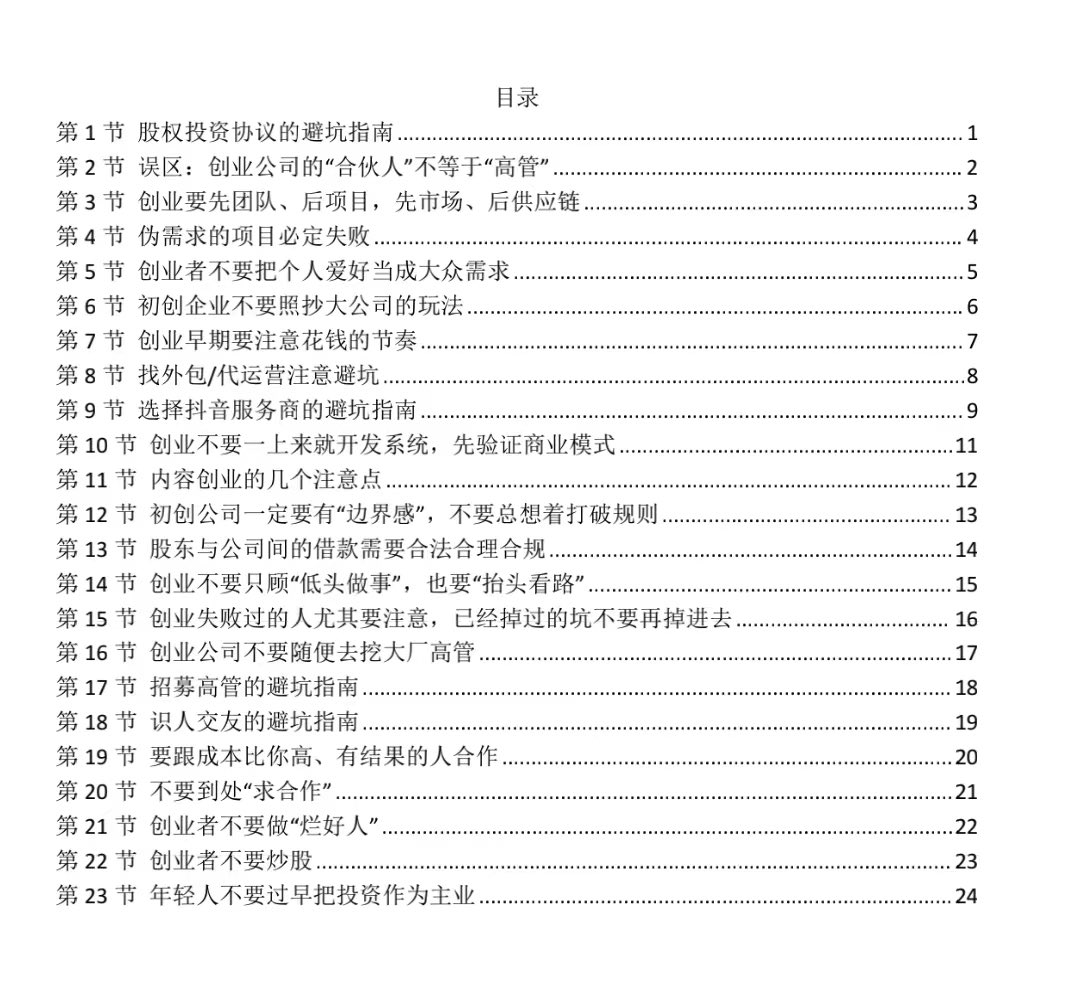 目录
第 1 节 股权投资协议的避坑指南........................................1
第 2 节 误区：创业公司的“合伙人”不等于“高管”........................................2
第 3 节 创业要先团队、后项目，先市场、后供应链........................................3
第 4 节 伪需求的项目必定失败........................................4
第 5 节 创业者不要把个人爱好当成大众需求........................................5
第 6 节 初创企业不要照抄大公司的玩法........................................6
第 7 节 创业早期要注意花钱的节奏........................................7
第 8 节 找外包/代运营注意避坑........................................8
第 9 节 选择抖音服务商的避坑指南........................................9
第 10 节 创业不要一上来就开发系统，先验证商业模式........................................11
第 11 节 内容创业的几个注意点........................................12
第 12 节 初创公司一定要有“边界感”，不要总想着打破规则........................................13
第 13 节 股东与公司间的借款需要合法合理合规........................................14
第 14 节 创业不要只顾“低头做事”，也要“抬头看路”........................................15
第 15 节 创业失败过的人尤其要注意，已经掉过的坑不要再掉进去........................................16
第 16 节 创业公司不要随便去挖大厂高管........................................17
第 17 节 招募高管的避坑指南........................................18
第 18 节 识人交友的避坑指南........................................19
第 19 节 要跟成本比你高、有结果的人合作........................................20
第 20 节 不要到处“求合作”........................................21
第 21 节 创业者不要做“烂好人”........................................22
第 22 节 创业者不要炒股........................................23
第 23 节 年轻人不要过早把投资作为主业........................................24